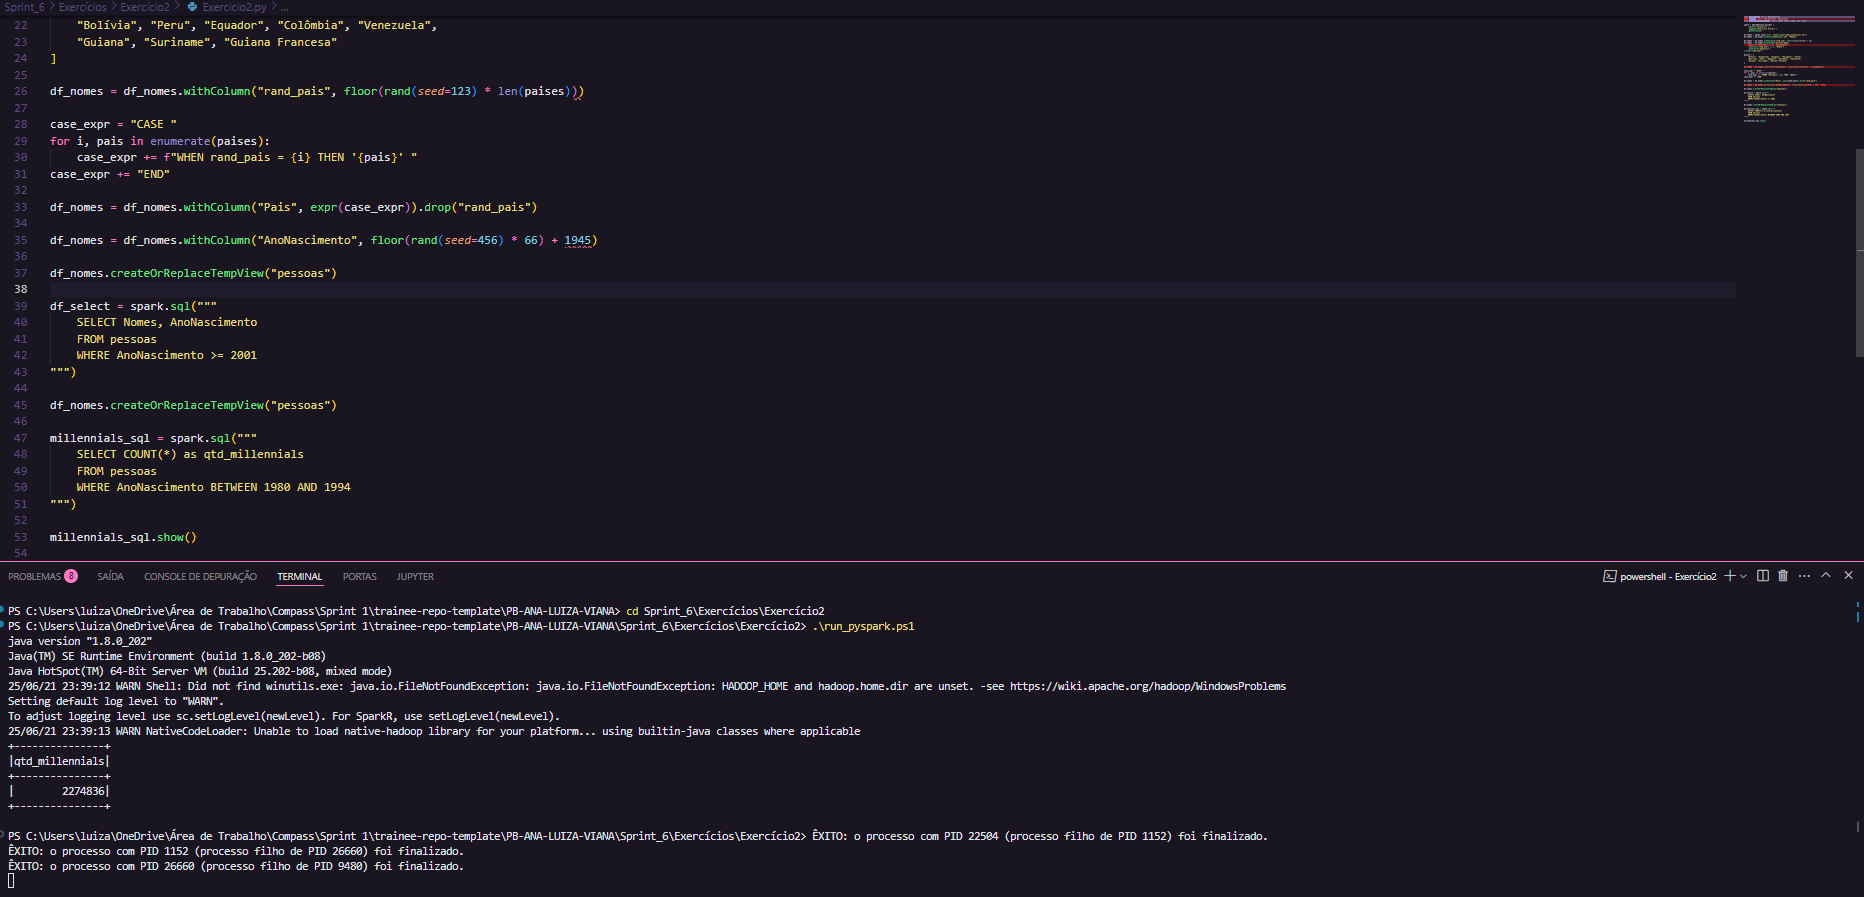 Sprint_6 > Exercícios > Exercício2 > Exercicio2.py > ...
22 "Bolívia", "Peru", "Equador", "Colômbia", "Venezuela",
23 "Guiana", "Suriname", "Guiana Francesa"
24 ]
25
26 df_nomes = df_nomes.withColumn("rand_pais", floor(rand(seed=123) * len(paises)))
27
28 case_expr = "CASE "
29 for i, pais in enumerate(paises):
30 case_expr += f"WHEN rand_pais = {i} THEN '{pais}' "
31 case_expr += "END"
32
33 df_nomes = df_nomes.withColumn("Pais", expr(case_expr)).drop("rand_pais")
34
35 df_nomes = df_nomes.withColumn("AnoNascimento", floor(rand(seed=456) * 66) + 1945)
36
37 df_nomes.createOrReplaceTempView("pessoas")
38
39 df_select = spark.sql("""
40 SELECT Nomes, AnoNascimento
41 FROM pessoas
42 WHERE AnoNascimento >= 2001
43 """)
44
45 df_nomes.createOrReplaceTempView("pessoas")
46
47 millennials_sql = spark.sql("""
48 SELECT COUNT(*) as qtd_millennials
49 FROM pessoas
50 WHERE AnoNascimento BETWEEN 1980 AND 1994
51 """)
52
53 millennials_sql.show()
54
PROBLEMAS 8 SAÍDA CONSOLE DE DEPURAÇÃO TERMINAL PORTAS JUPYTER powershell - Exercício2
PS C:\Users\luiza\OneDrive\Área de Trabalho\Compass\Sprint 1\trainee-repo-template\PB-ANA-LUIZA-VIANA> cd Sprint_6\Exercícios\Exercício2
PS C:\Users\luiza\OneDrive\Área de Trabalho\Compass\Sprint 1\trainee-repo-template\PB-ANA-LUIZA-VIANA\Sprint_6\Exercícios\Exercício2> .\run_pyspark.ps1
java version "1.8.0_202"
Java(TM) SE Runtime Environment (build 1.8.0_202-b08)
Java HotSpot(TM) 64-Bit Server VM (build 25.202-b08, mixed mode)
25/06/21 23:39:12 WARN Shell: Did not find winutils.exe: java.io.FileNotFoundException: java.io.FileNotFoundException: HADOOP_HOME and hadoop.home.dir are unset. -see https://wiki.apache.org/hadoop/WindowsProblems
Setting default log level to "WARN".
To adjust logging level use sc.setLogLevel(newLevel). For SparkR, use setLogLevel(newLevel).
25/06/21 23:39:13 WARN NativeCodeLoader: Unable to load native-hadoop library for your platform... using builtin-java classes where applicable
+---------------+
|qtd_millennials|
+---------------+
|        2274836|
+---------------+
PS C:\Users\luiza\OneDrive\Área de Trabalho\Compass\Sprint 1\trainee-repo-template\PB-ANA-LUIZA-VIANA\Sprint_6\Exercícios\Exercício2> ÊXITO: o processo com PID 22504 (processo filho de PID 1152) foi finalizado.
ÊXITO: o processo com PID 1152 (processo filho de PID 26660) foi finalizado.
ÊXITO: o processo com PID 26660 (processo filho de PID 9480) foi finalizado.